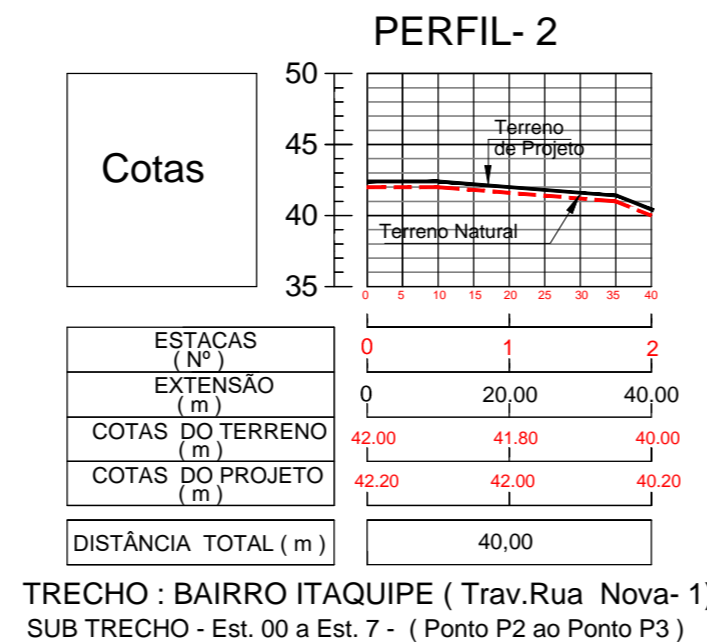 PERFIL- 2
Cotas
50
45
40
35
Terreno
de Projeto
Terreno Natural
0 5 10 15 20 25 30 35 40
ESTACAS
( Nº )
0 1 2
EXTENSÃO
( m )
0 20.00 40.00
COTAS DO TERRENO
( m )
42.00 41.80 40.00
COTAS DO PROJETO
( m )
42.20 42.00 40.20
DISTÂNCIA TOTAL ( m )
40,00
TRECHO : BAIRRO ITAQUIPE ( Trav.Rua Nova- 1)
SUB TRECHO - Est. 00 a Est. 7 - ( Ponto P2 ao Ponto P3 )